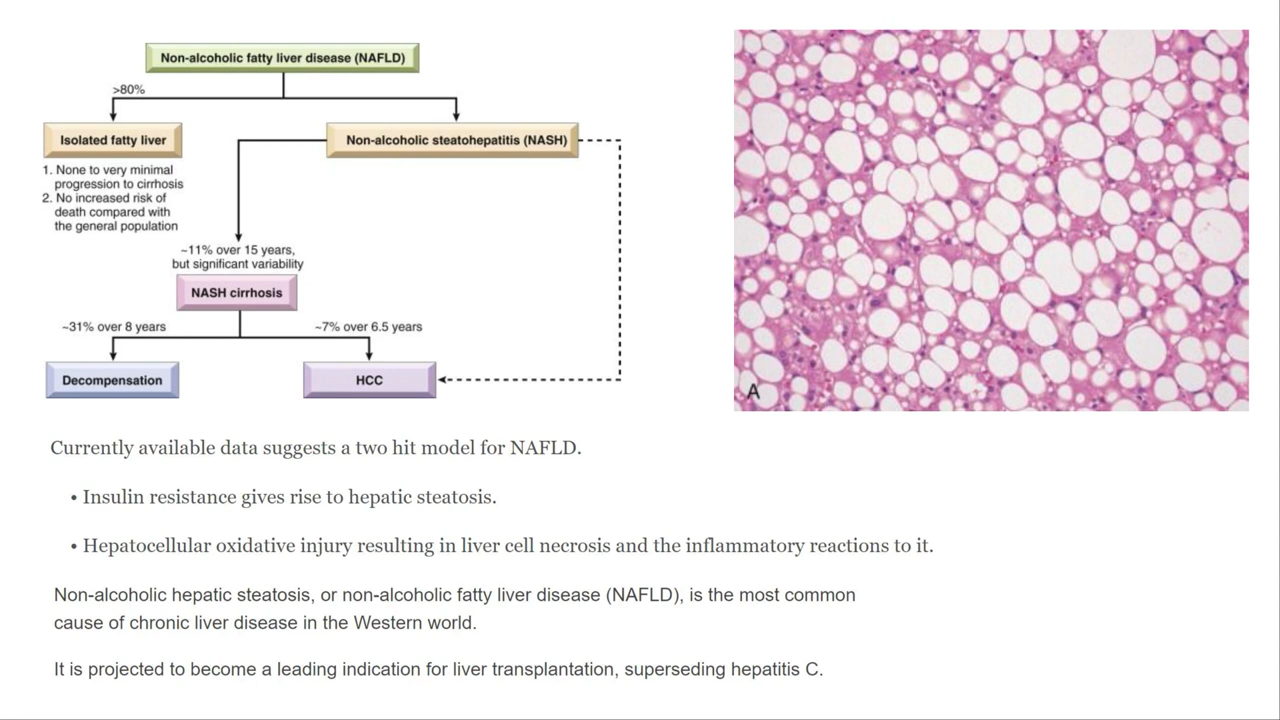 Non-alcoholic fatty liver disease (NAFLD)
>80%
Isolated fatty liver
Non-alcoholic steatohepatitis (NASH)
1. None to very minimal
progression to cirrhosis
2. No increased risk of
death compared with
the general population
~11% over 15 years,
but significant variability
NASH cirrhosis
~31% over 8 years
~7% over 6.5 years
Decompensation
HCC
A
Currently available data suggests a two hit model for NAFLD.
• Insulin resistance gives rise to hepatic steatosis.
• Hepatocellular oxidative injury resulting in liver cell necrosis and the inflammatory reactions to it.
Non-alcoholic hepatic steatosis, or non-alcoholic fatty liver disease (NAFLD), is the most common
cause of chronic liver disease in the Western world.
It is projected to become a leading indication for liver transplantation, superseding hepatitis C.